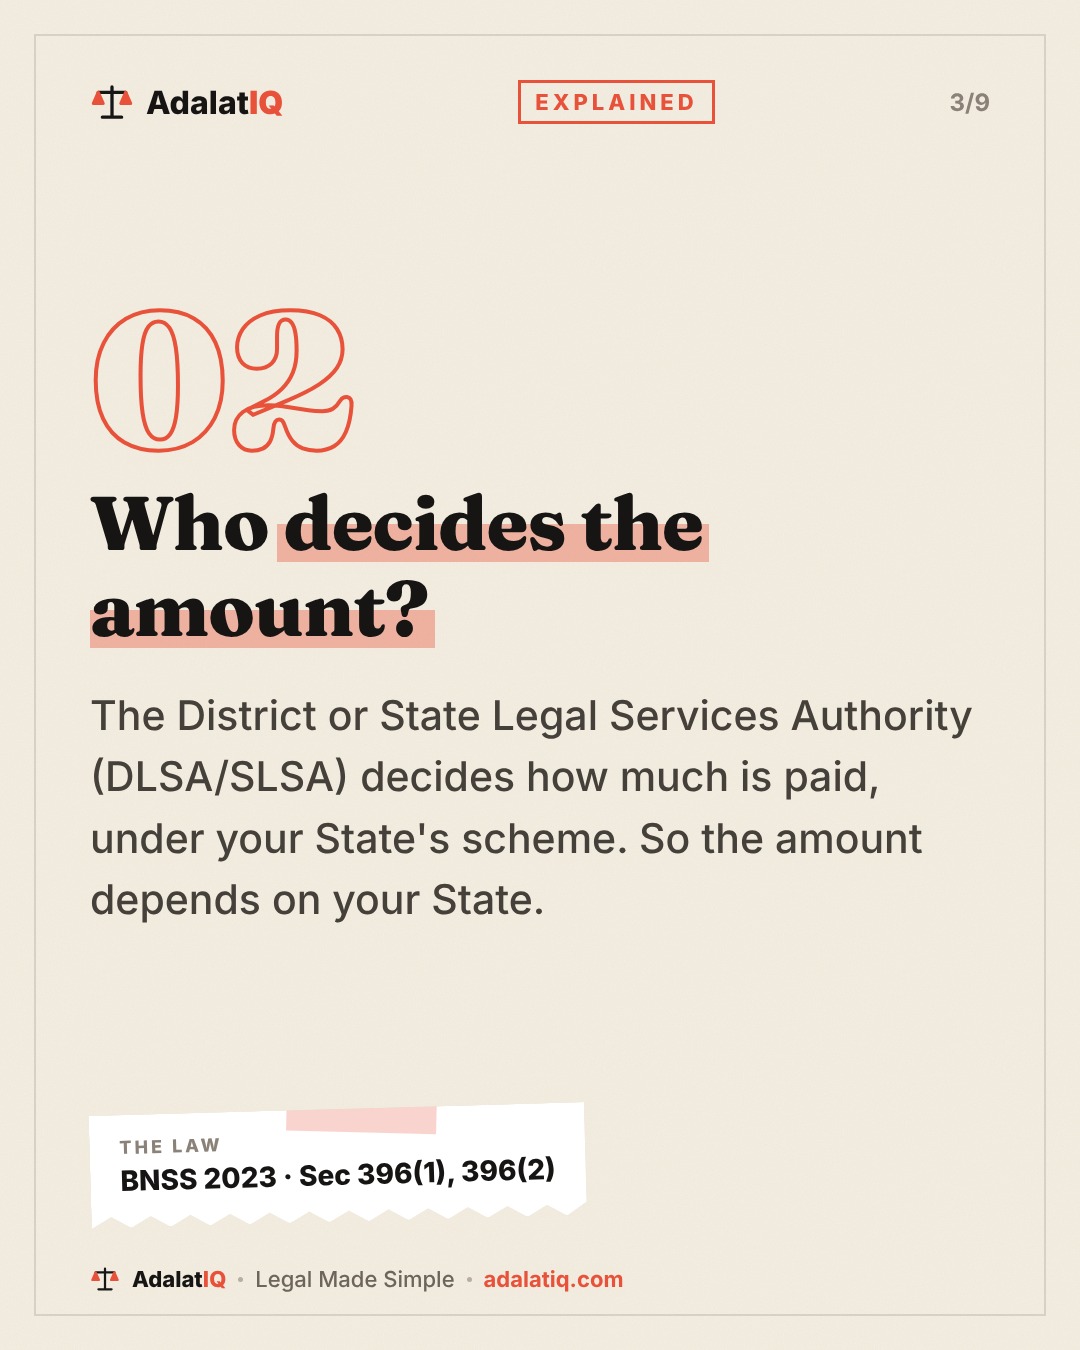 AdalatIQ
EXPLAINED
3/9
02
Who decides the
amount?
The District or State Legal Services Authority
(DLSA/SLSA) decides how much is paid,
under your State's scheme. So the amount
depends on your State.
THE LAW
BNSS 2023 · Sec 396(1), 396(2)
AdalatIQ • Legal Made Simple • adalatiq.com